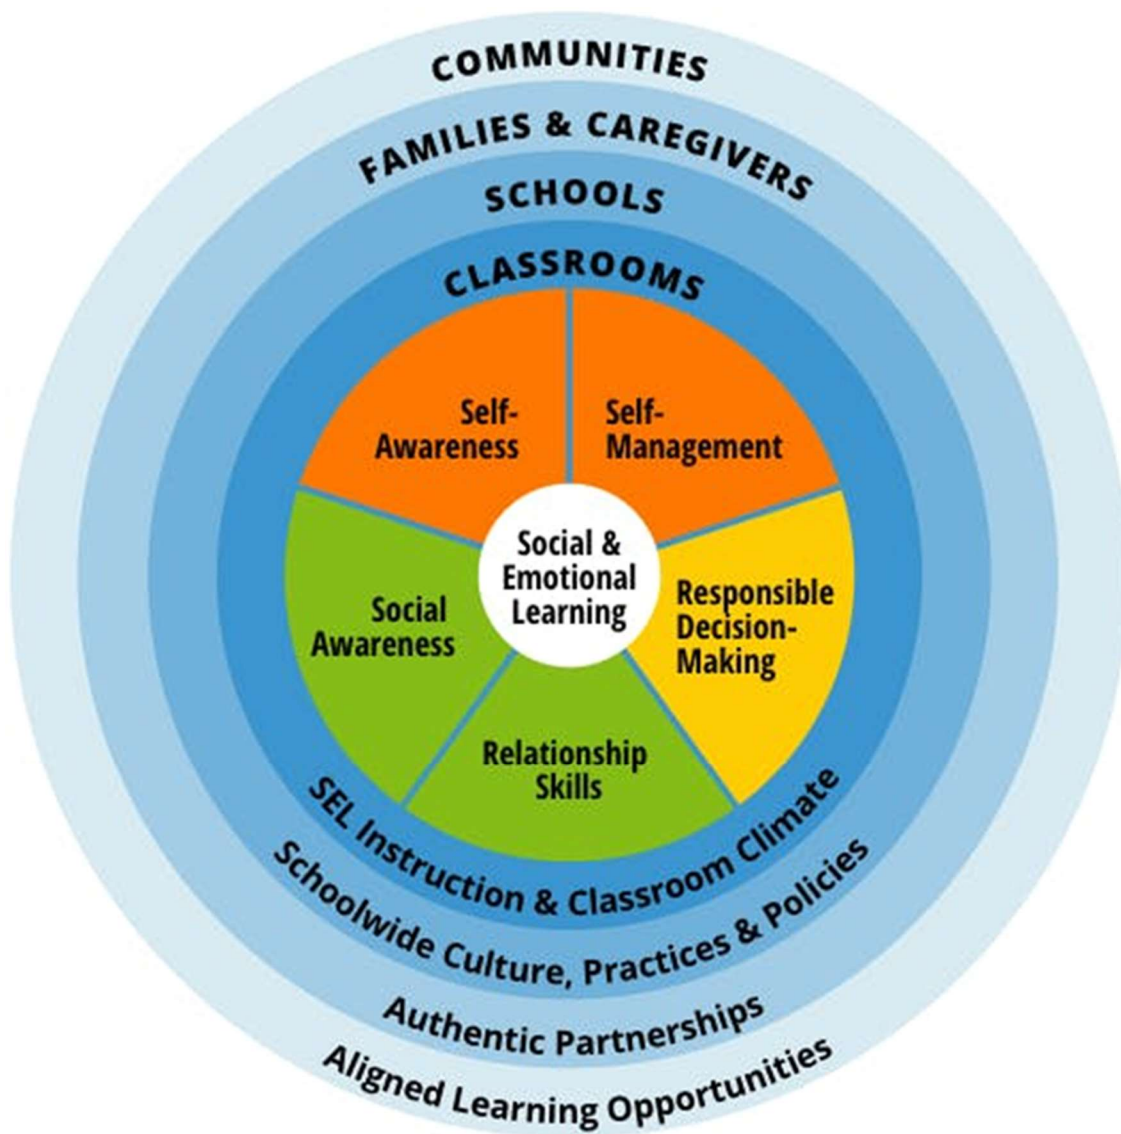 COMMUNITIES
FAMILIES & CAREGIVERS
SCHOOLS
CLASSROOMS
Self-
Awareness
Self-
Management
Social &
Emotional
Learning
Social
Awareness
Responsible
Decision-
Making
Relationship
Skills
SEL Instruction & Classroom Climate
Schoolwide Culture, Practices & Policies
Authentic Partnerships
Aligned Learning Opportunities